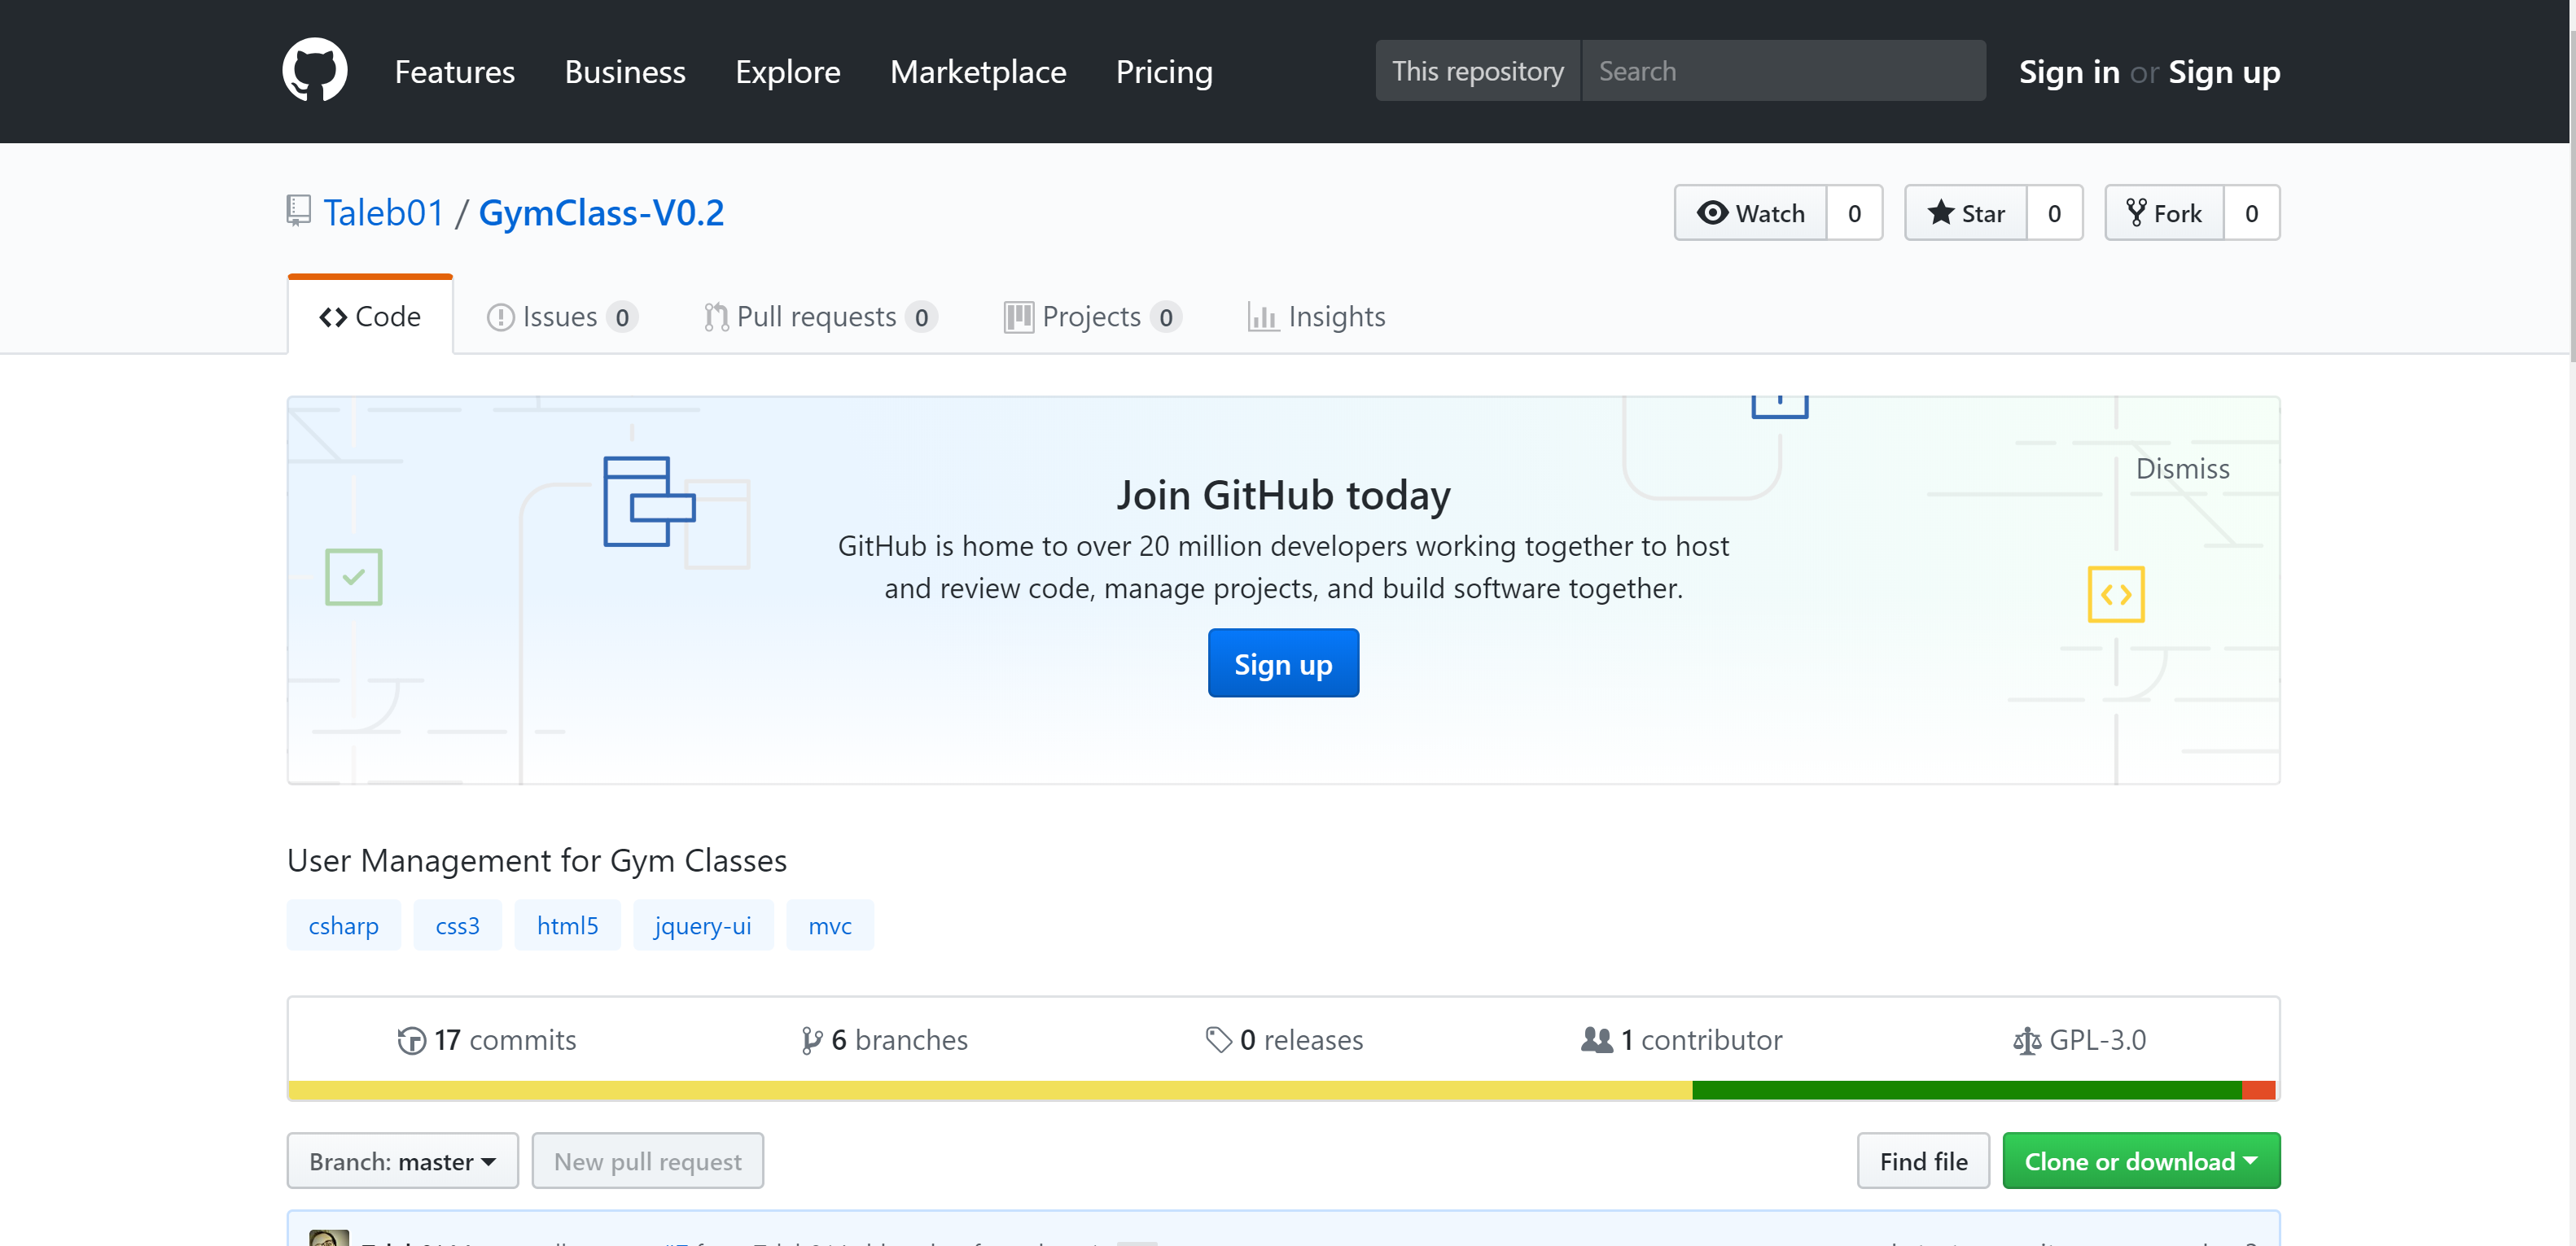 Features Business Explore Marketplace Pricing This repository Search Sign in or Sign up
Taleb01 / GymClass-V0.2 Watch 0 Star 0 Fork 0
Code Issues 0 Pull requests 0 Projects 0 Insights
Dismiss
Join GitHub today
GitHub is home to over 20 million developers working together to host
and review code, manage projects, and build software together.
Sign up
User Management for Gym Classes
csharp css3 html5 jquery-ui mvc
17 commits 6 branches 0 releases 1 contributor GPL-3.0
Branch: master New pull request Find file Clone or download